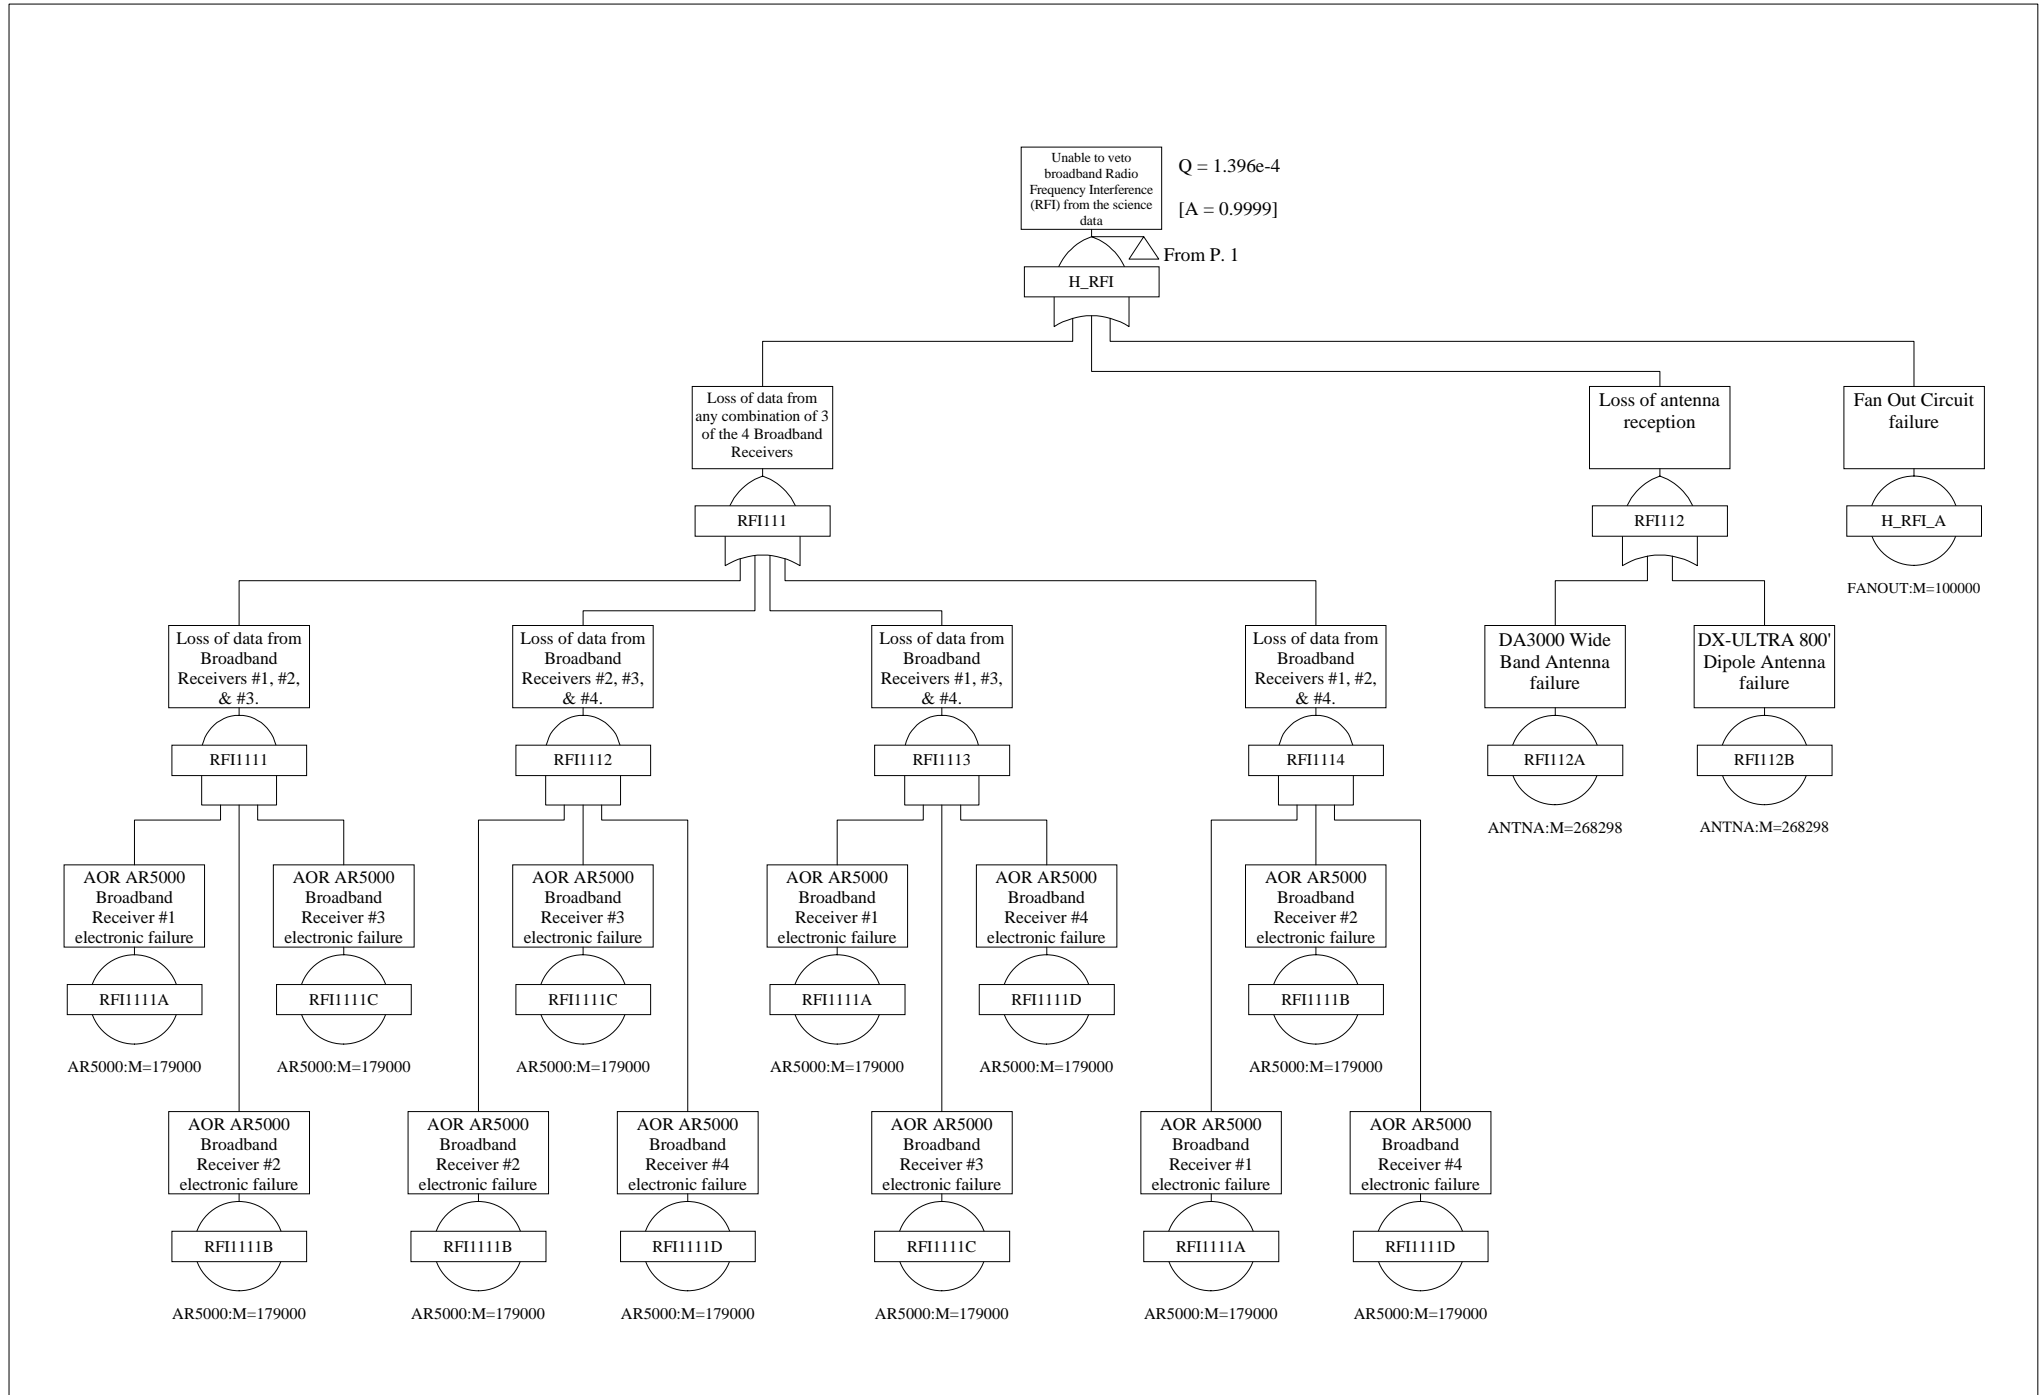 Unable to veto
broadband Radio
Frequency Interference
(RFI) from the science
data
Q = 1.396e-4
[A = 0.9999]
From P. 1
H_RFI
Loss of data from
any combination of 3
of the 4 Broadband
Receivers
RFI111
Loss of antenna
reception
RFI112
Fan Out Circuit
failure
H_RFI_A
FANOUT:M=100000
Loss of data from
Broadband
Receivers #1, #2,
& #3.
RFI1111
Loss of data from
Broadband
Receivers #2, #3,
& #4.
RFI1112
Loss of data from
Broadband
Receivers #1, #3,
& #4.
RFI1113
Loss of data from
Broadband
Receivers #1, #2,
& #4.
RFI1114
DA3000 Wide
Band Antenna
failure
RFI112A
ANTNA:M=268298
DX-ULTRA 800'
Dipole Antenna
failure
RFI112B
ANTNA:M=268298
AOR AR5000
Broadband
Receiver #1
electronic failure
RFI1111A
AR5000:M=179000
AOR AR5000
Broadband
Receiver #3
electronic failure
RFI1111C
AR5000:M=179000
AOR AR5000
Broadband
Receiver #3
electronic failure
RFI1111C
AR5000:M=179000
AOR AR5000
Broadband
Receiver #1
electronic failure
RFI1111A
AR5000:M=179000
AOR AR5000
Broadband
Receiver #4
electronic failure
RFI1111D
AR5000:M=179000
AOR AR5000
Broadband
Receiver #2
electronic failure
RFI1111B
AR5000:M=179000
AOR AR5000
Broadband
Receiver #2
electronic failure
RFI1111B
AR5000:M=179000
AOR AR5000
Broadband
Receiver #2
electronic failure
RFI1111B
AR5000:M=179000
AOR AR5000
Broadband
Receiver #4
electronic failure
RFI1111D
AR5000:M=179000
AOR AR5000
Broadband
Receiver #3
electronic failure
RFI1111C
AR5000:M=179000
AOR AR5000
Broadband
Receiver #1
electronic failure
RFI1111A
AR5000:M=179000
AOR AR5000
Broadband
Receiver #4
electronic failure
RFI1111D
AR5000:M=179000